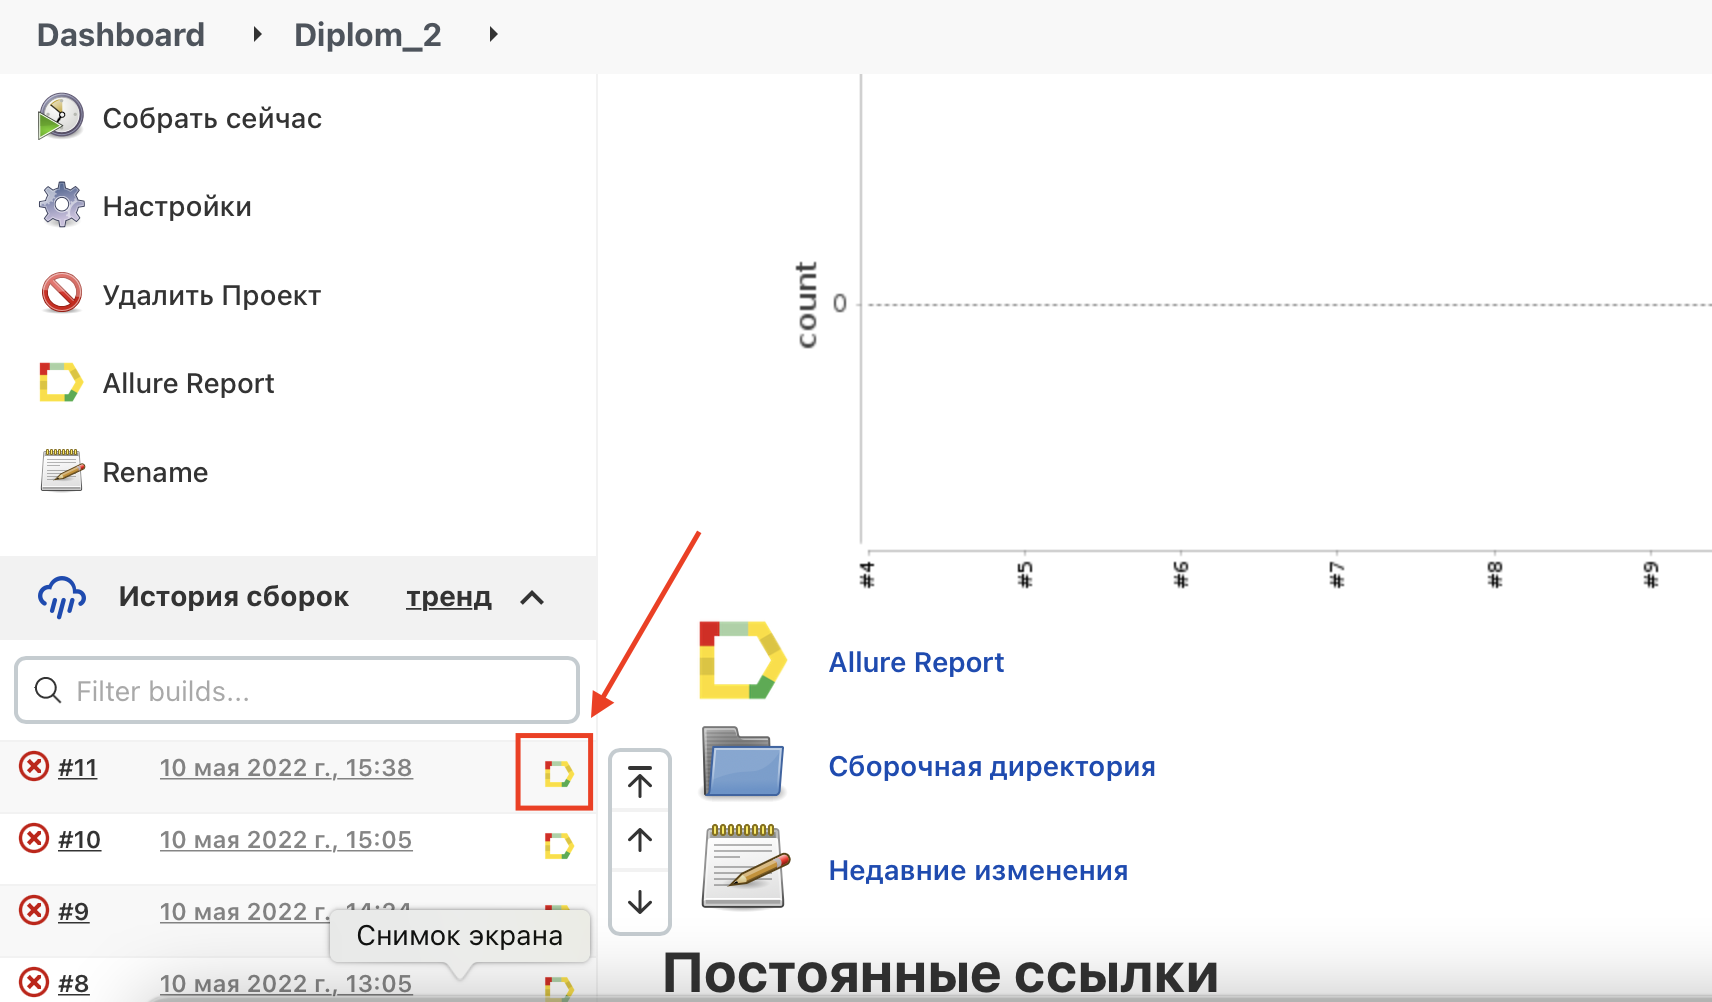 Dashboard Diplom_2
Собрать сейчас
Настройки
Удалить Проект
Allure Report
Rename
История сборок тренд
Filter builds...
#11 10 мая 2022 г., 15:38
#10 10 мая 2022 г., 15:05
#9 10 мая 2022 г.,
#8 10 мая 2022 г., 13:05
Снимок экрана
count
0
#4 #5 #6 #7 #8 #9
Allure Report
Сборочная директория
Недавние изменения
Постоянные ссылки